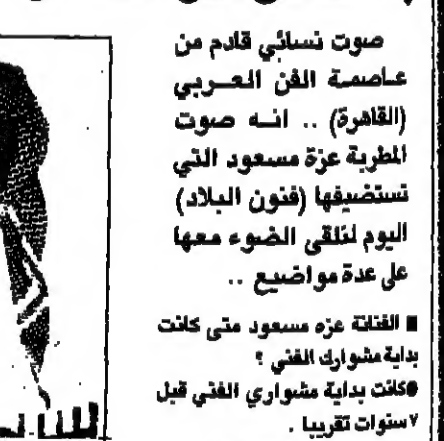 صوت نسائي قادم من
عاصمة الفن العربي
(القاهرة) .. انه صوت
المطربة عزة مسعود التي
تستضيفها (فنون البلاد)
اليوم لتلقى الضوء معها
على عدة مواضيع ..
■ الفنانة عزه مسعود متى كانت
بداية مشوارك الفني ؟
●كانت بداية مشواري الفني قبل
٧ سنوات تقريبا .